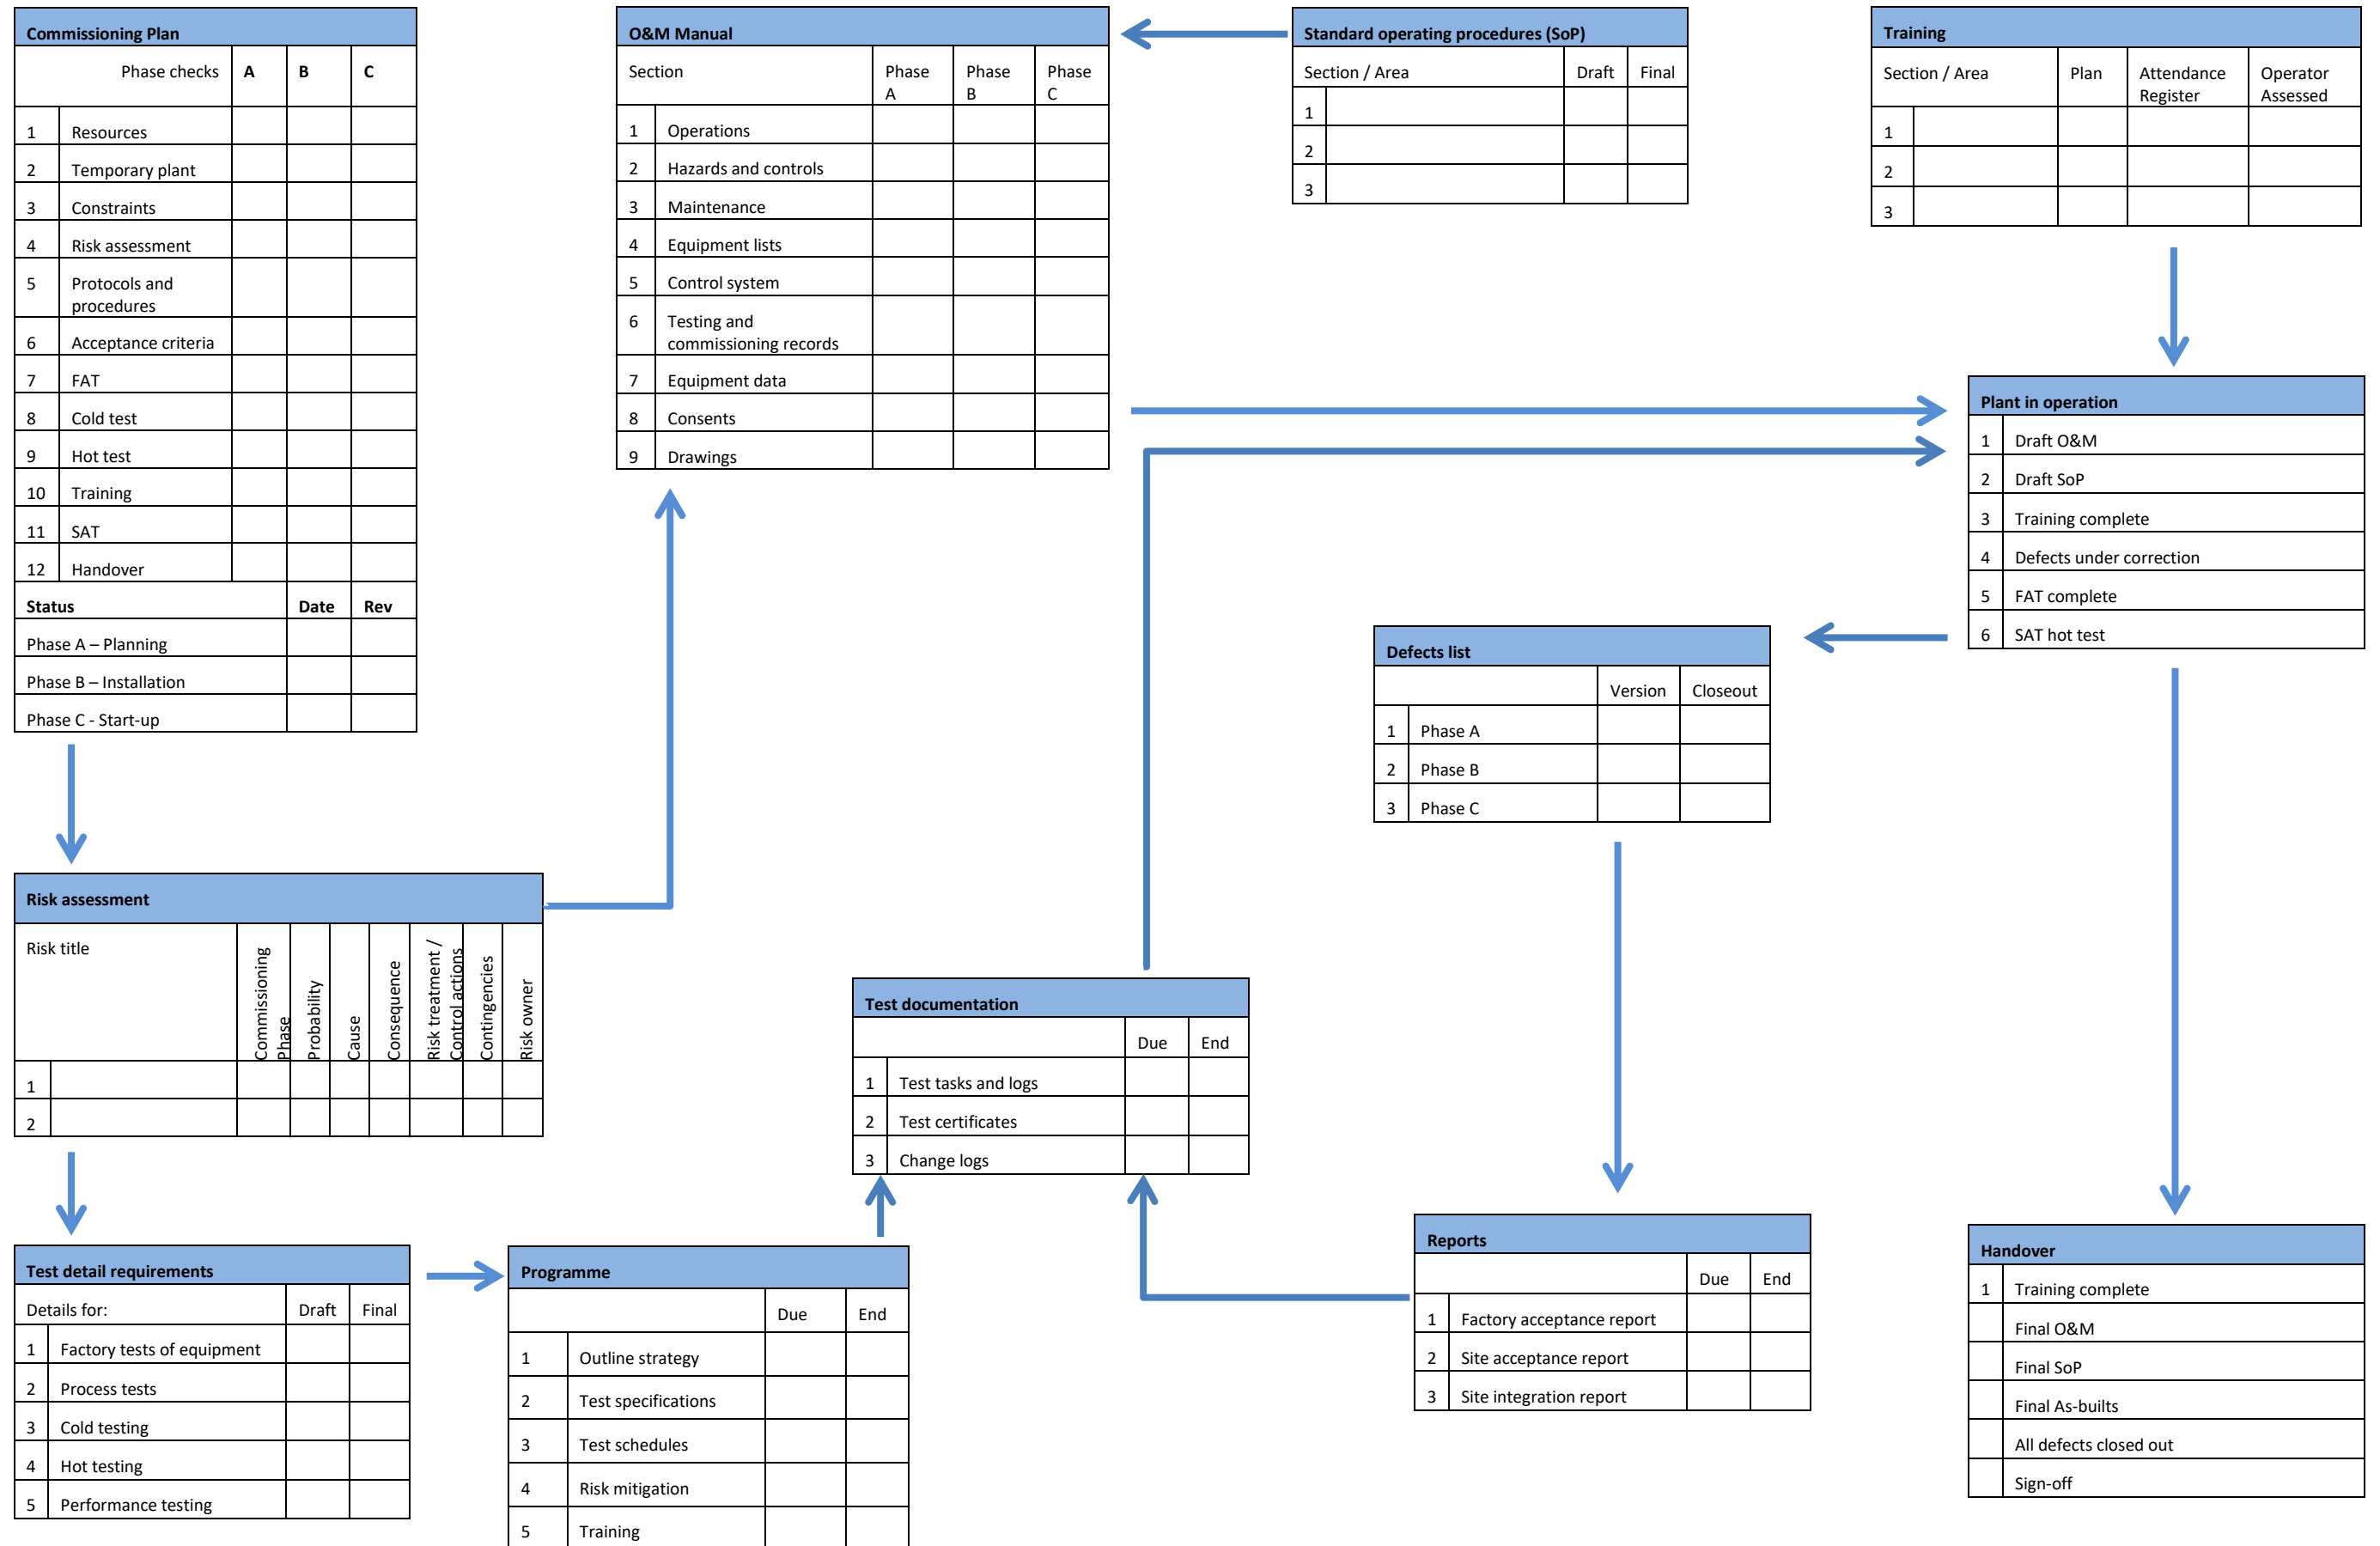 Commissioning Plan
Phase checks A B C
1 Resources
2 Temporary plant
3 Constraints
4 Risk assessment
5 Protocols and
procedures
6 Acceptance criteria
7 FAT
8 Cold test
9 Hot test
10 Training
11 SAT
12 Handover
Status Date Rev
Phase A – Planning
Phase B – Installation
Phase C - Start-up
O&M Manual
Section Phase Phase Phase
A B C
1 Operations
2 Hazards and controls
3 Maintenance
4 Equipment lists
5 Control system
6 Testing and
commissioning records
7 Equipment data
8 Consents
9 Drawings
Standard operating procedures (SoP)
Section / Area Draft Final
1
2
3
Training
Section / Area Plan Attendance Operator
Register Assessed
1
2
3
Plant in operation
1 Draft O&M
2 Draft SoP
3 Training complete
4 Defects under correction
5 FAT complete
6 SAT hot test
Defects list
Version Closeout
1 Phase A
2 Phase B
3 Phase C
Risk assessment
Risk title
Commissioning
Phase
Probability
Cause
Consequence
Risk treatment /
Control actions
Contingencies
Risk owner
1
2
Test documentation
Due End
1 Test tasks and logs
2 Test certificates
3 Change logs
Test detail requirements
Details for: Draft Final
1 Factory tests of equipment
2 Process tests
3 Cold testing
4 Hot testing
5 Performance testing
Programme
Due End
1 Outline strategy
2 Test specifications
3 Test schedules
4 Risk mitigation
5 Training
Reports
Due End
1 Factory acceptance report
2 Site acceptance report
3 Site integration report
Handover
1 Training complete
Final O&M
Final SoP
Final As-builts
All defects closed out
Sign-off